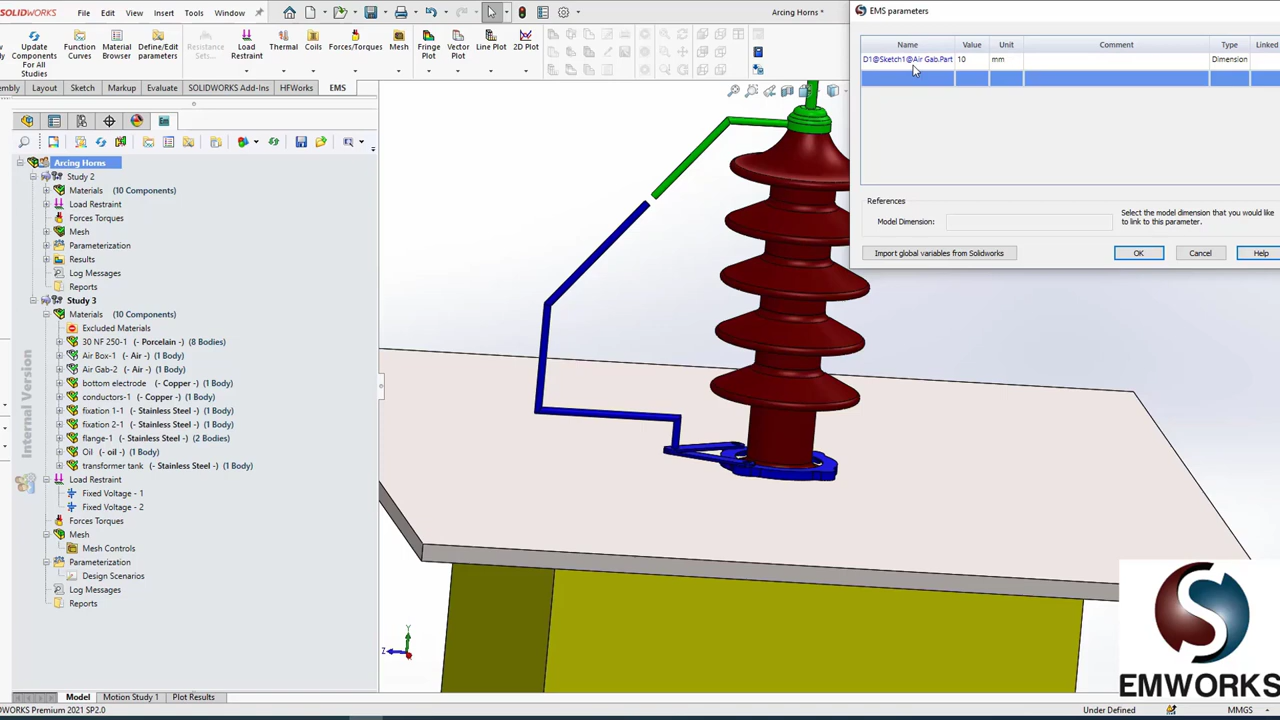 SOLIDWORKS
File
Edit
View
Insert
Tools
Window
Arcing Horns *
Update Components For All Studies
Function Curves
Material Browser
Define/Edit Parameters
Resistance Sets...
Load Restraint
Thermal
Coils
Forces/Torques
Mesh
Fringe Plot
Vector Plot
Line Plot
2D Plot
Layout
Sketch
Markup
Evaluate
SOLIDWORKS Add-Ins
HFWorks
EMS
Arcing Horns
Study 2
Materials (10 Components)
Load Restraint
Forces Torques
Mesh
Parameterization
Results
Log Messages
Reports
Study 3
Materials (10 Components)
Excluded Materials
30 NF 250-1 (- Porcelain -) (8 Bodies)
Air Box-1 (- Air -) (1 Body)
Air Gab-2 (- Air -) (1 Body)
bottom electrode (- Copper -) (1 Body)
conductors-1 (- Copper -) (1 Body)
fixation 1-1 (- Stainless Steel -) (1 Body)
fixation 2-1 (- Stainless Steel -) (1 Body)
flange-1 (- Stainless Steel -) (2 Bodies)
Oil (- oil -) (1 Body)
transformer tank (- Stainless Steel -) (1 Body)
Load Restraint
Fixed Voltage - 1
Fixed Voltage - 2
Forces Torques
Mesh
Mesh Controls
Parameterization
Design Scenarios
Log Messages
Reports
Internal Version
EMS parameters
Name Value Unit Comment Type Linked
D1@Sketch1@Air Gab.Part 10 mm Dimension
References
Model Dimension:
Select the model dimension that you would like to link to this parameter.
Import global variables from Solidworks
OK
Cancel
Help
Y
Z
EMWORKS
Model
Motion Study 1
Plot Results
Under Defined
MMGS